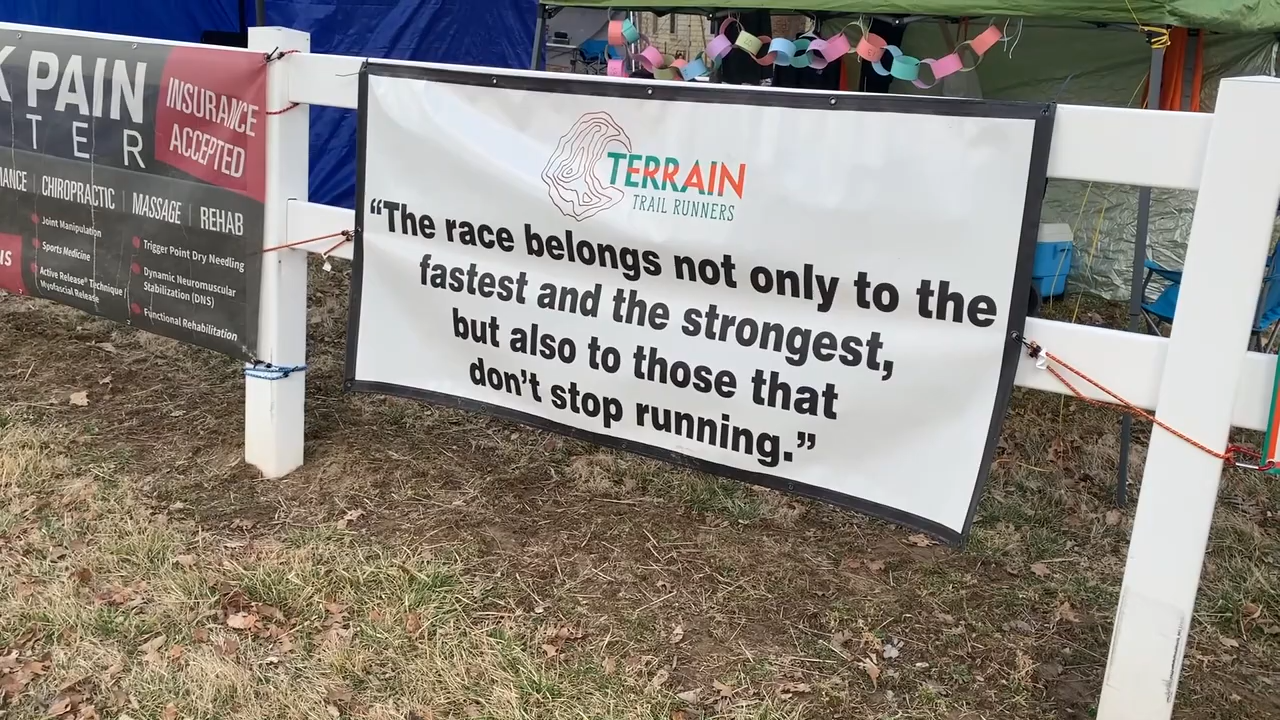 PAIN
TER
INSURANCE
ACCEPTED
CHIROPRACTIC | MASSAGE | REHAB
Joint Manipulation
Sports Medicine
Active Release® Technique/
Myofascial Release
Trigger Point Dry Needling
Dynamic Neuromuscular
Stabilization (DNS)
Functional Rehabilitation
TERRAIN
TRAIL RUNNERS
“The race belongs not only to the
fastest and the strongest,
but also to those that
don’t stop running.”